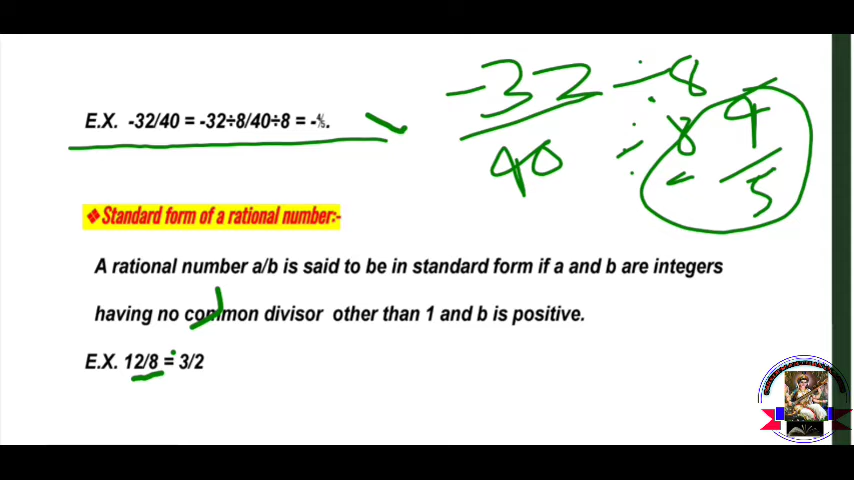 E.X. -32/40 = -32÷8/40÷8 = -⅘.
-32 ÷ 8
40 ÷ 8
= -4
5
❖Standard form of a rational number:-
A rational number a/b is said to be in standard form if a and b are integers
having no common divisor other than 1 and b is positive.
E.X. 12/8 = 3/2